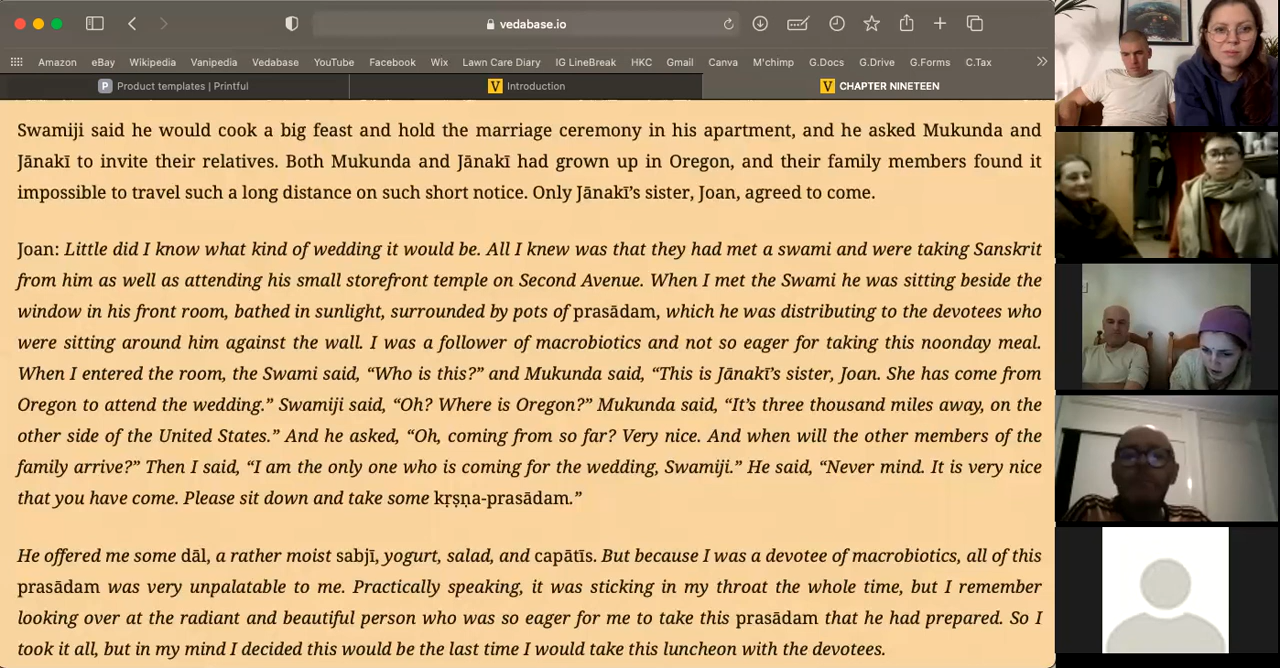 vedabase.io
Amazon eBay Wikipedia Vanipedia Vedabase YouTube Facebook Wix Lawn Care Diary IG LineBreak HKC Gmail Canva M'chimp G.Docs G.Drive G.Forms C.Tax
P Product templates | Printful V Introduction V CHAPTER NINETEEN
Swamiji said he would cook a big feast and hold the marriage ceremony in his apartment, and he asked Mukunda and
Jānakī to invite their relatives. Both Mukunda and Jānakī had grown up in Oregon, and their family members found it
impossible to travel such a long distance on such short notice. Only Jānakī’s sister, Joan, agreed to come.
Joan: Little did I know what kind of wedding it would be. All I knew was that they had met a swami and were taking Sanskrit
from him as well as attending his small storefront temple on Second Avenue. When I met the Swami he was sitting beside the
window in his front room, bathed in sunlight, surrounded by pots of prasādam, which he was distributing to the devotees who
were sitting around him against the wall. I was a follower of macrobiotics and not so eager for taking this noonday meal.
When I entered the room, the Swami said, “Who is this?” and Mukunda said, “This is Jānakī’s sister, Joan. She has come from
Oregon to attend the wedding.” Swamiji said, “Oh? Where is Oregon?” Mukunda said, “It’s three thousand miles away, on the
other side of the United States.” And he asked, “Oh, coming from so far? Very nice. And when will the other members of the
family arrive?” Then I said, “I am the only one who is coming for the wedding, Swamiji.” He said, “Never mind. It is very nice
that you have come. Please sit down and take some kṛṣṇa-prasādam.”
He offered me some dāl, a rather moist sabjī, yogurt, salad, and capātīs. But because I was a devotee of macrobiotics, all of this
prasādam was very unpalatable to me. Practically speaking, it was sticking in my throat the whole time, but I remember
looking over at the radiant and beautiful person who was so eager for me to take this prasādam that he had prepared. So I
took it all, but in my mind I decided this would be the last time I would take this luncheon with the devotees.